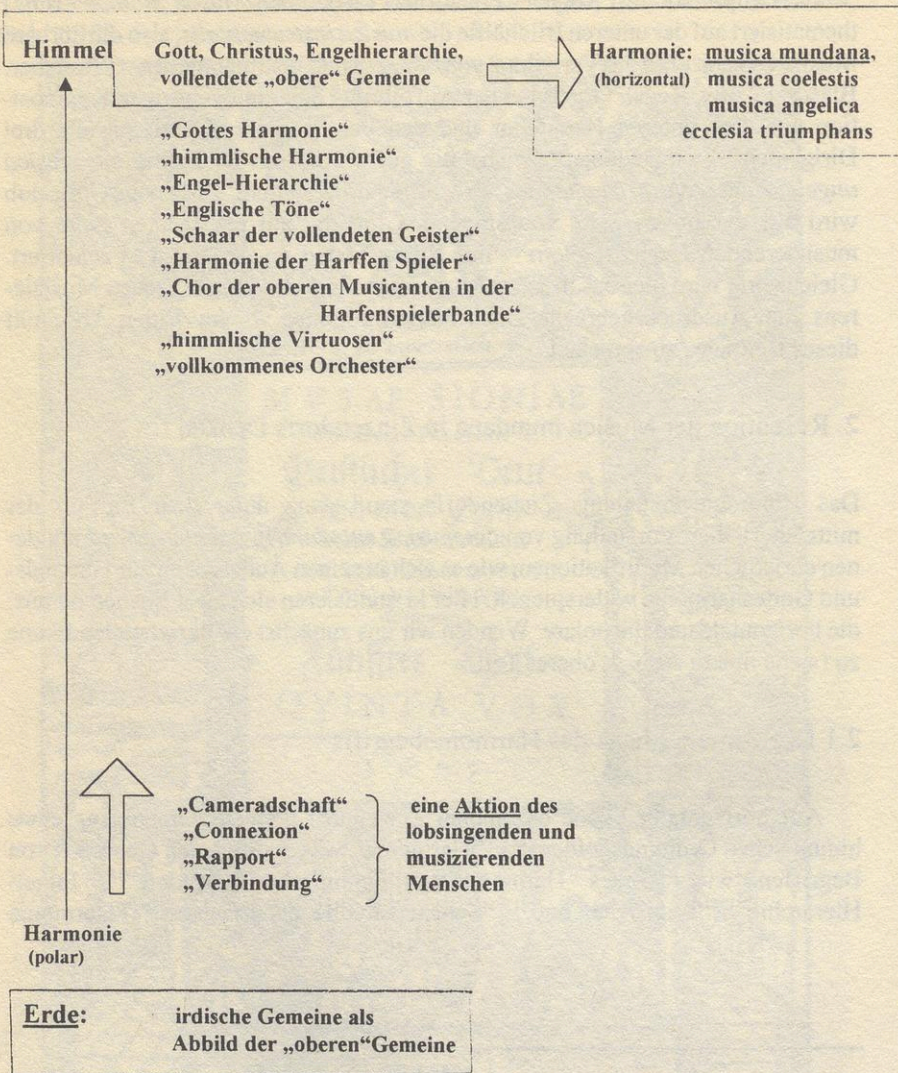 Himmel
Gott, Christus, Engelhierarchie,
vollendete „obere“ Gemeine
Harmonie: musica mundana,
(horizontal) musica coelestis
musica angelica
ecclesia triumphans
„Gottes Harmonie“
„himmlische Harmonie“
„Engel-Hierarchie“
„Englische Töne“
„Schaar der vollendeten Geister“
„Harmonie der Harffen Spieler“
„Chor der oberen Musicanten in der
Harfenspielerbande“
„himmlische Virtuosen“
„vollkommenes Orchester“
„Cameradschaft“
„Connexion“
„Rapport“
„Verbindung“
eine Aktion des
lobsingenden und
musizierenden
Menschen
Harmonie
(polar)
Erde:
irdische Gemeine als
Abbild der „oberen“Gemeine